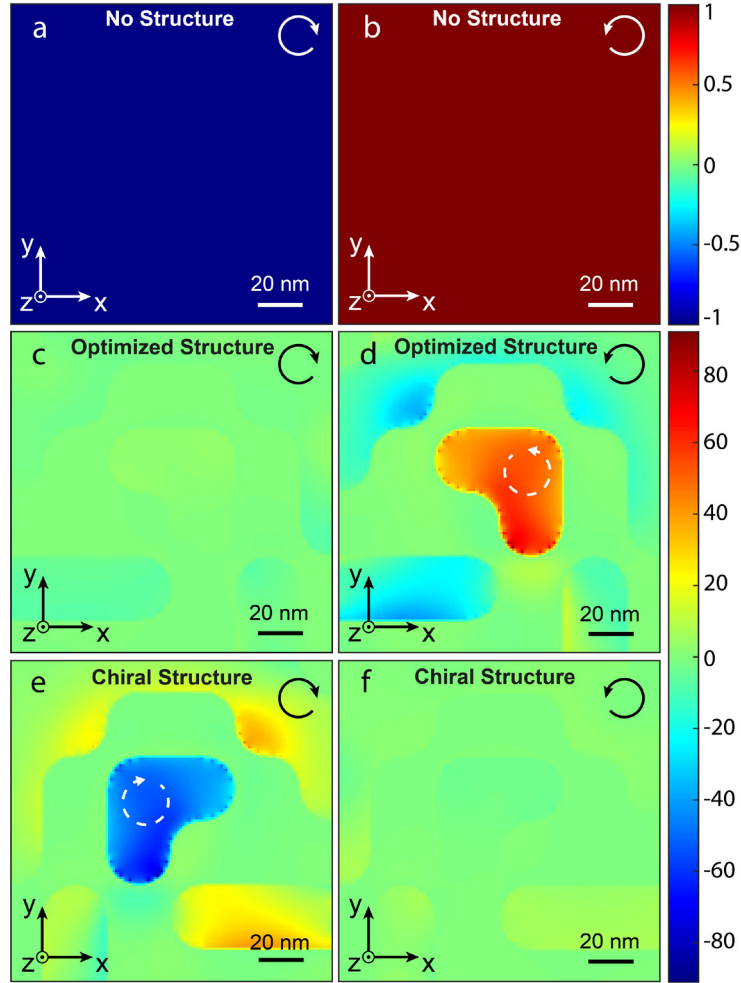 a No Structure
b No Structure
1
0.5
0
-0.5
-1
y
z x
20 nm
y
z x
20 nm
c Optimized Structure
d Optimized Structure
80
60
40
20
0
-20
-40
-60
-80
y
z x
20 nm
y
z x
20 nm
e Chiral Structure
f Chiral Structure
y
z x
20 nm
y
z x
20 nm